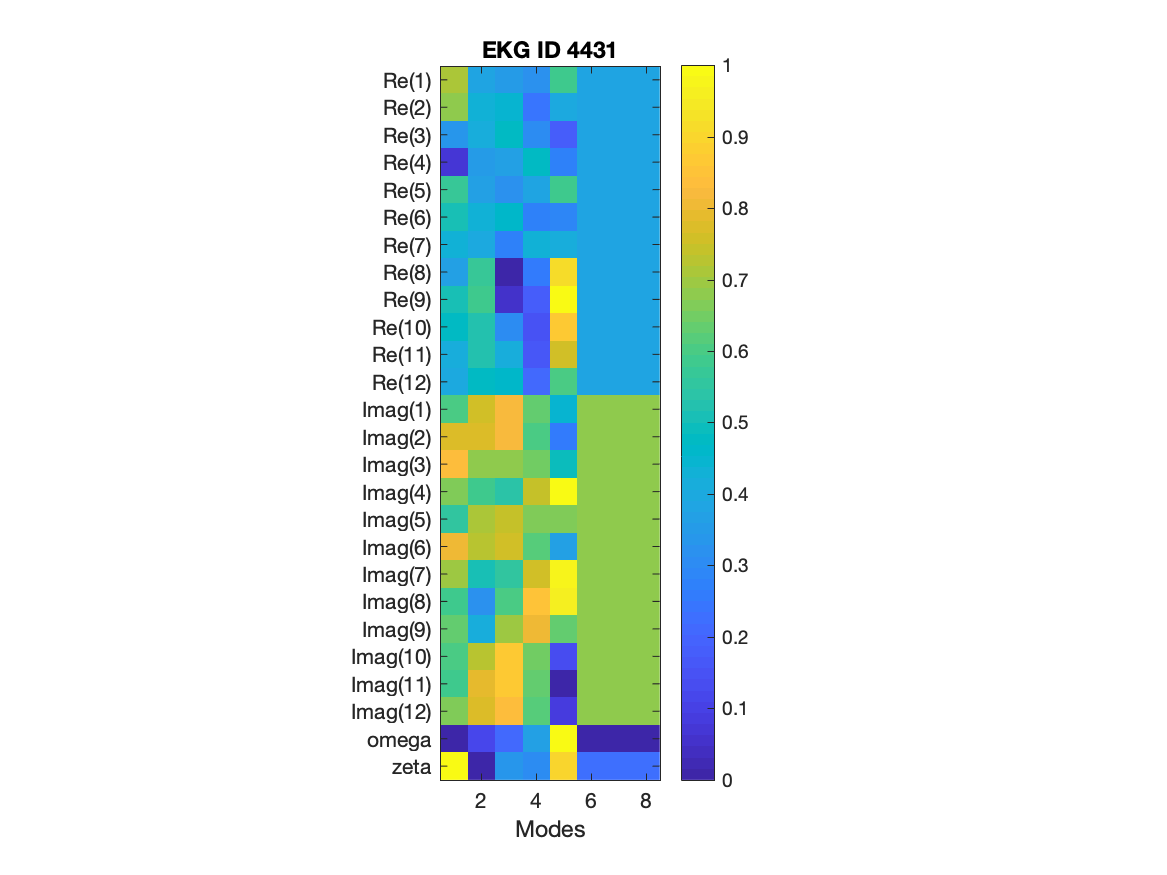 EKG ID 4431
Re(1)
Re(2)
Re(3)
Re(4)
Re(5)
Re(6)
Re(7)
Re(8)
Re(9)
Re(10)
Re(11)
Re(12)
Imag(1)
Imag(2)
Imag(3)
Imag(4)
Imag(5)
Imag(6)
Imag(7)
Imag(8)
Imag(9)
Imag(10)
Imag(11)
Imag(12)
omega
zeta
2 4 6 8
Modes
1
0.9
0.8
0.7
0.6
0.5
0.4
0.3
0.2
0.1
0